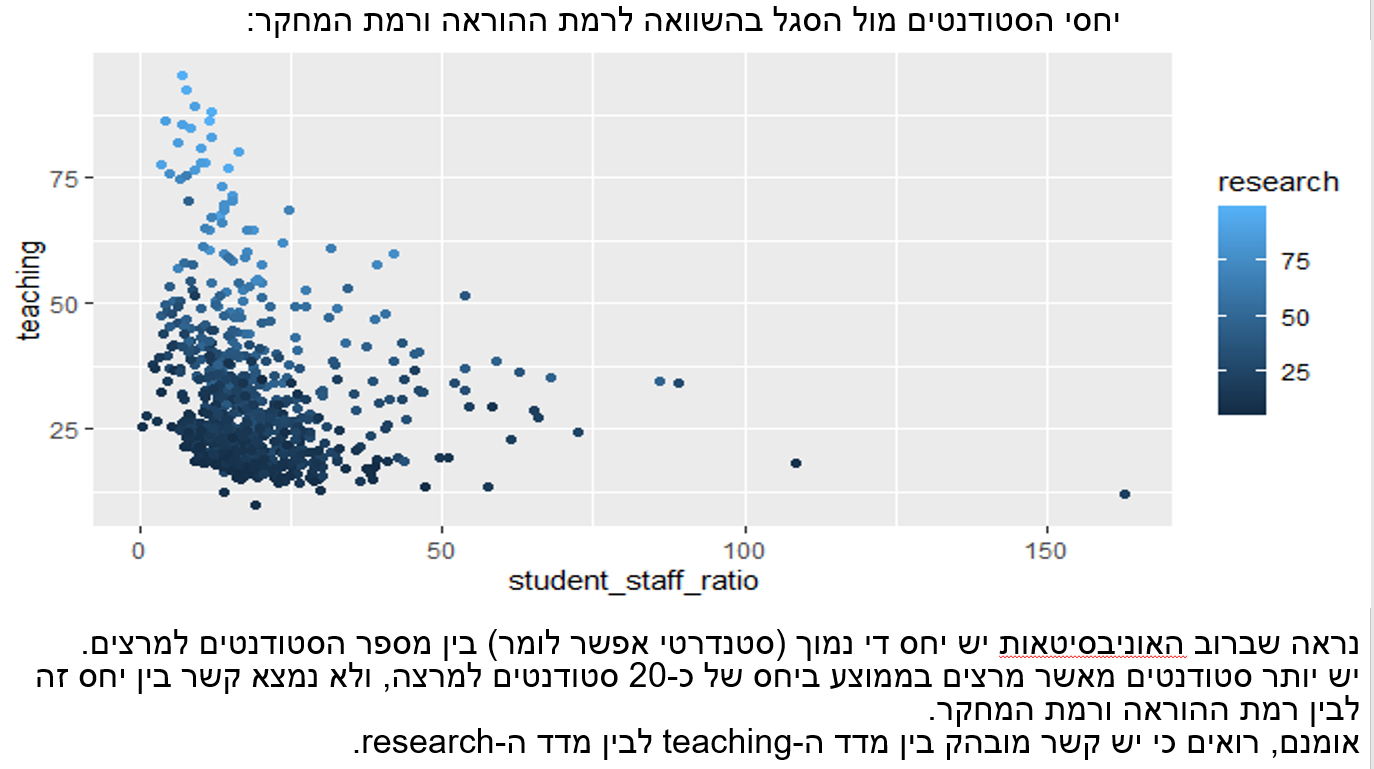 יחסי הסטודנטים מול הסגל בהשוואה לרמת ההוראה ורמת המחקר:
75
50
25
teaching
0
50
100
150
student_staff_ratio
research
75
50
25
נראה שברוב האוניבסיטאות יש יחס די נמוך (סטנדרטי אפשר לומר) בין מספר הסטודנטים למרצים.
יש יותר סטודנטים מאשר מרצים בממוצע ביחס של כ-20 סטודנטים למרצה, ולא נמצא קשר בין יחס זה
לבין רמת ההוראה ורמת המחקר.
אומנם, רואים כי יש קשר מובהק בין מדד ה-teaching לבין מדד ה-research.